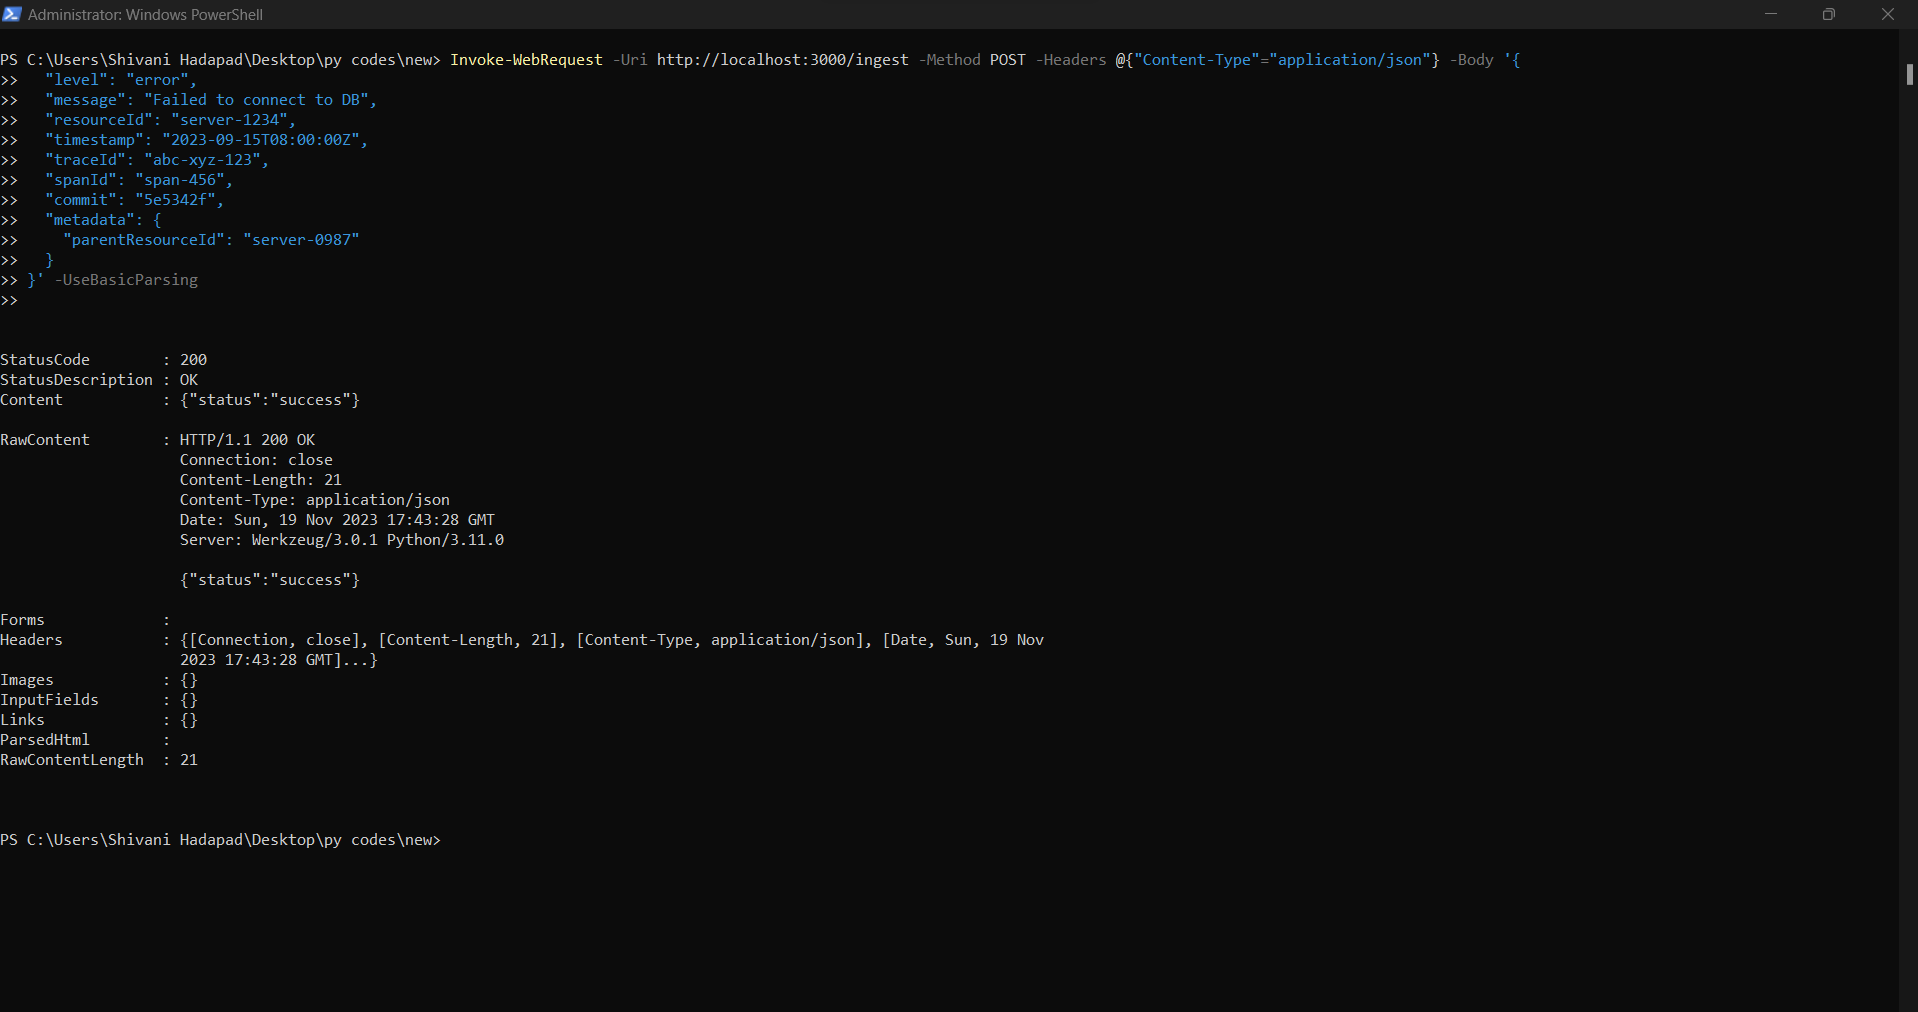 Administrator: Windows PowerShell
PS C:\Users\Shivani Hadapad\Desktop\py codes\new> Invoke-WebRequest -Uri http://localhost:3000/ingest -Method POST -Headers @{"Content-Type"="application/json"} -Body '{
>>   "level": "error",
>>   "message": "Failed to connect to DB",
>>   "resourceId": "server-1234",
>>   "timestamp": "2023-09-15T08:00:00Z",
>>   "traceId": "abc-xyz-123",
>>   "spanId": "span-456",
>>   "commit": "5e5342f",
>>   "metadata": {
>>     "parentResourceId": "server-0987"
>>   }
>> }' -UseBasicParsing
>>
StatusCode        : 200
StatusDescription : OK
Content           : {"status":"success"}
RawContent        : HTTP/1.1 200 OK
                    Connection: close
                    Content-Length: 21
                    Content-Type: application/json
                    Date: Sun, 19 Nov 2023 17:43:28 GMT
                    Server: Werkzeug/3.0.1 Python/3.11.0
                    {"status":"success"}
Forms             :
Headers           : {[Connection, close], [Content-Length, 21], [Content-Type, application/json], [Date, Sun, 19 Nov
                    2023 17:43:28 GMT]...}
Images            : {}
InputFields       : {}
Links             : {}
ParsedHtml        :
RawContentLength  : 21
PS C:\Users\Shivani Hadapad\Desktop\py codes\new>